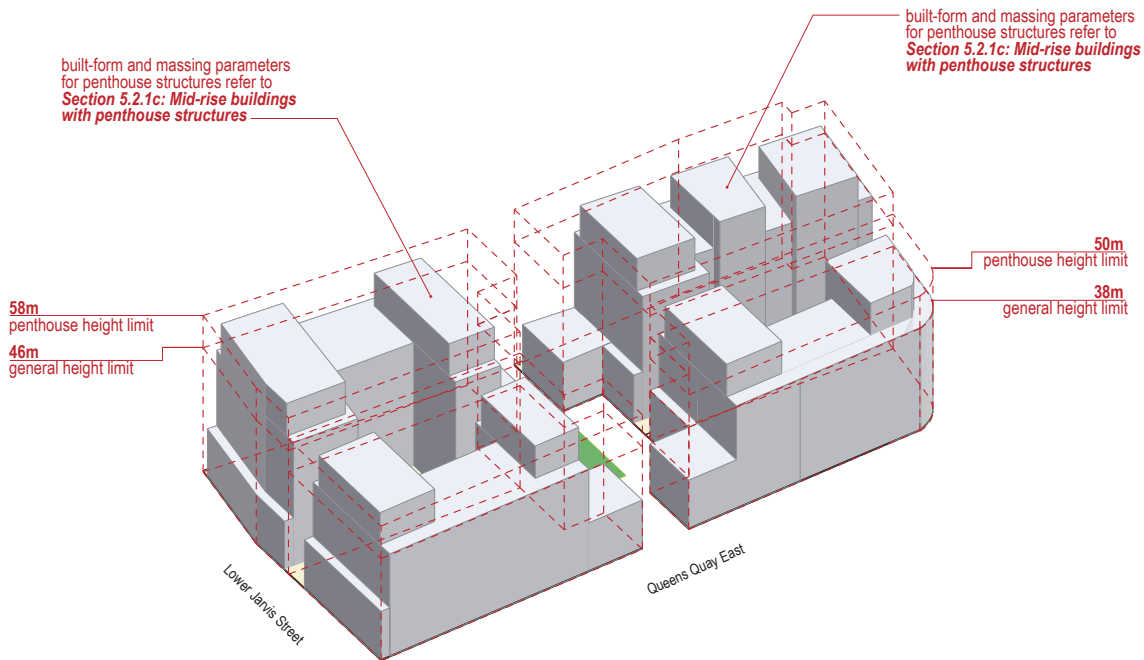 built-form and massing parameters
for penthouse structures refer to
Section 5.2.1c: Mid-rise buildings
with penthouse structures
built-form and massing parameters
for penthouse structures refer to
Section 5.2.1c: Mid-rise buildings
with penthouse structures
58m
penthouse height limit
46m
general height limit
50m
penthouse height limit
38m
general height limit
Lower Jarvis Street
Queens Quay East